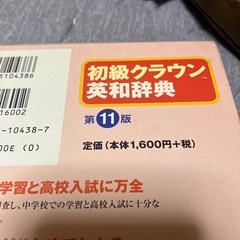 5104386
初級クラウン
英和辞典
16002
第11版
-10438-7
00E (0)
定価(本体1,600円+税)
学習と高校入試に万全
査し、中学校での学習と高校入試に十分な